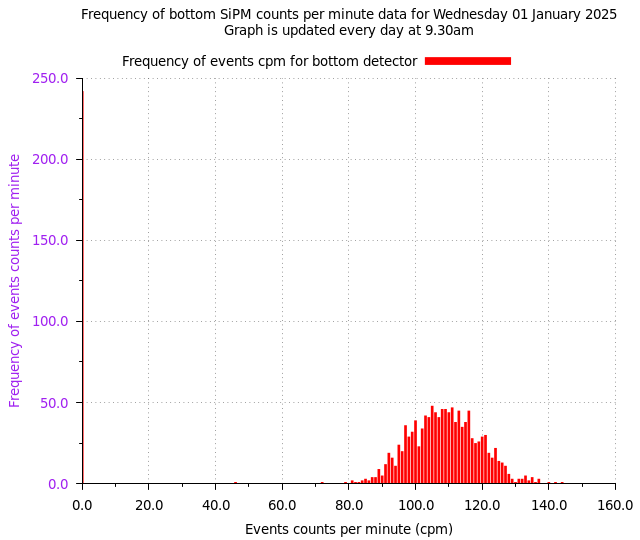 Frequency of bottom SiPM counts per minute data for Wednesday 01 January 2025
Graph is updated every day at 9.30am
Frequency of events cpm for bottom detector
250.0
200.0
150.0
100.0
50.0
0.0
Frequency of events counts per minute
0.0 20.0 40.0 60.0 80.0 100.0 120.0 140.0 160.0
Events counts per minute (cpm)